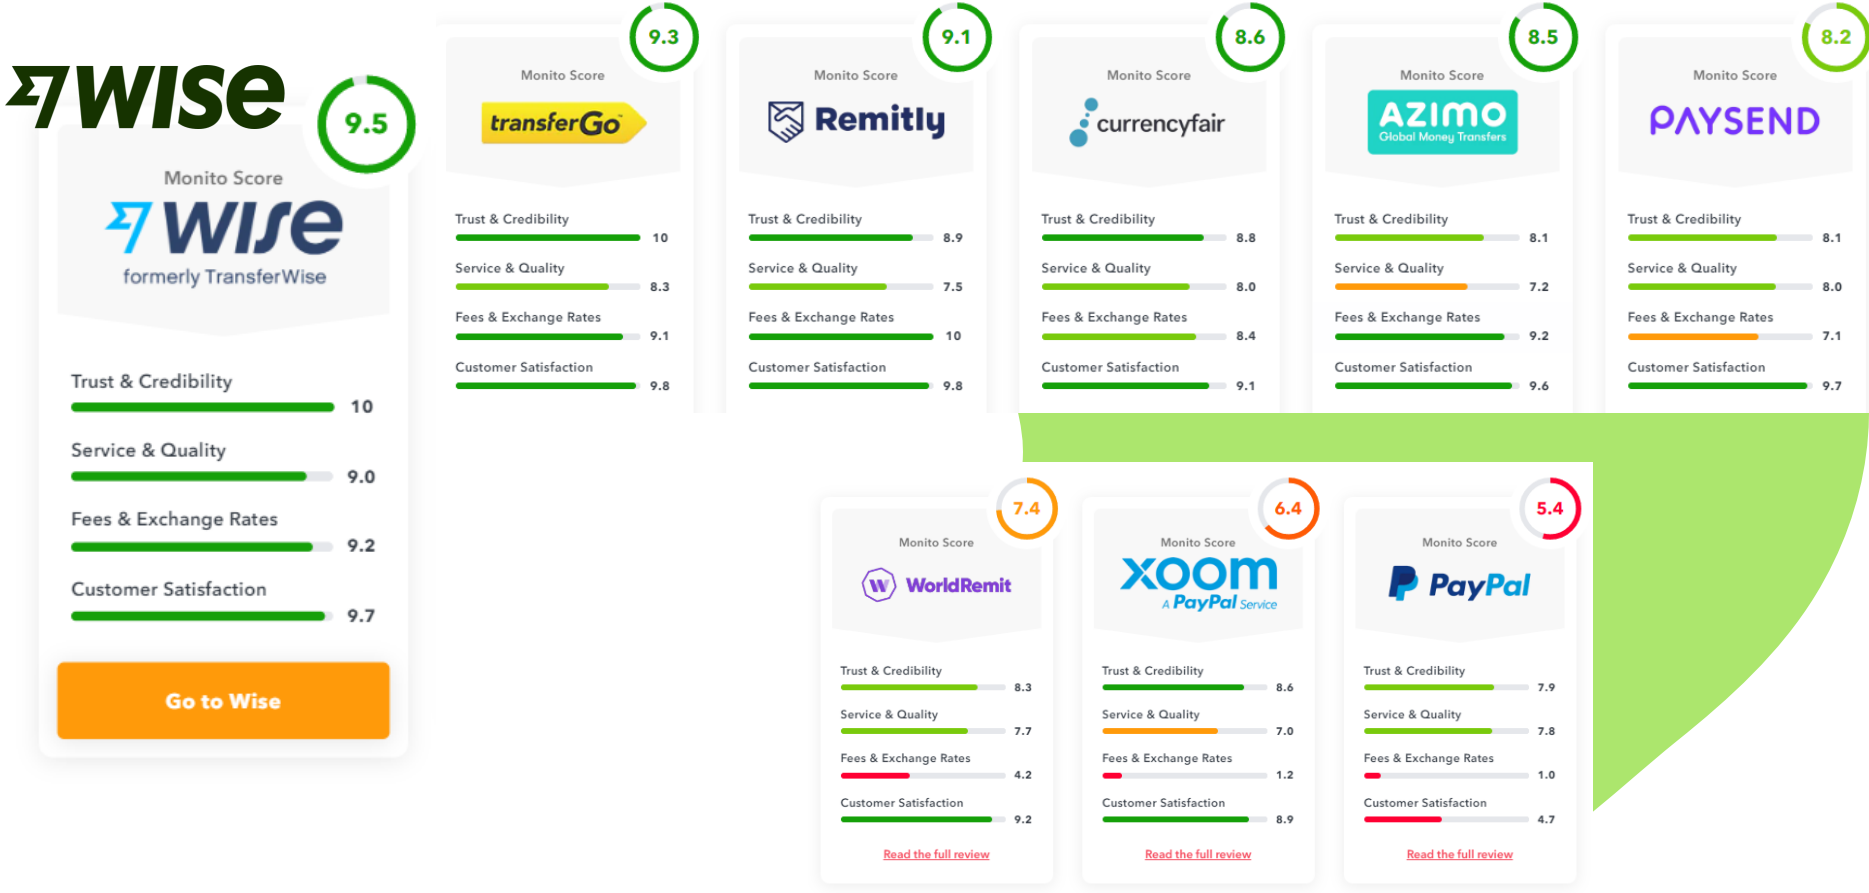 WISE
9.5
Monito Score
WISE
formerly TransferWise
Trust & Credibility
10
Service & Quality
9.0
Fees & Exchange Rates
9.2
Customer Satisfaction
9.7
Go to Wise
9.3
Monito Score
transferGo
Trust & Credibility
10
Service & Quality
8.3
Fees & Exchange Rates
9.1
Customer Satisfaction
9.8
9.1
Monito Score
Remitly
Trust & Credibility
8.9
Service & Quality
7.5
Fees & Exchange Rates
10
Customer Satisfaction
9.8
8.6
Monito Score
currencyfair
Trust & Credibility
8.8
Service & Quality
8.0
Fees & Exchange Rates
8.4
Customer Satisfaction
9.1
8.5
Monito Score
AZIMO
Global Money Transfers
Trust & Credibility
8.1
Service & Quality
7.2
Fees & Exchange Rates
9.2
Customer Satisfaction
9.6
8.2
Monito Score
PAYSEND
Trust & Credibility
8.1
Service & Quality
8.0
Fees & Exchange Rates
7.1
Customer Satisfaction
9.7
7.4
Monito Score
W WorldRemit
Trust & Credibility
8.3
Service & Quality
7.7
Fees & Exchange Rates
4.2
Customer Satisfaction
9.2
Read the full review
6.4
Monito Score
xoom
A PayPal Service
Trust & Credibility
8.6
Service & Quality
7.0
Fees & Exchange Rates
1.2
Customer Satisfaction
8.9
Read the full review
5.4
Monito Score
PayPal
Trust & Credibility
7.9
Service & Quality
7.8
Fees & Exchange Rates
1.0
Customer Satisfaction
4.7
Read the full review